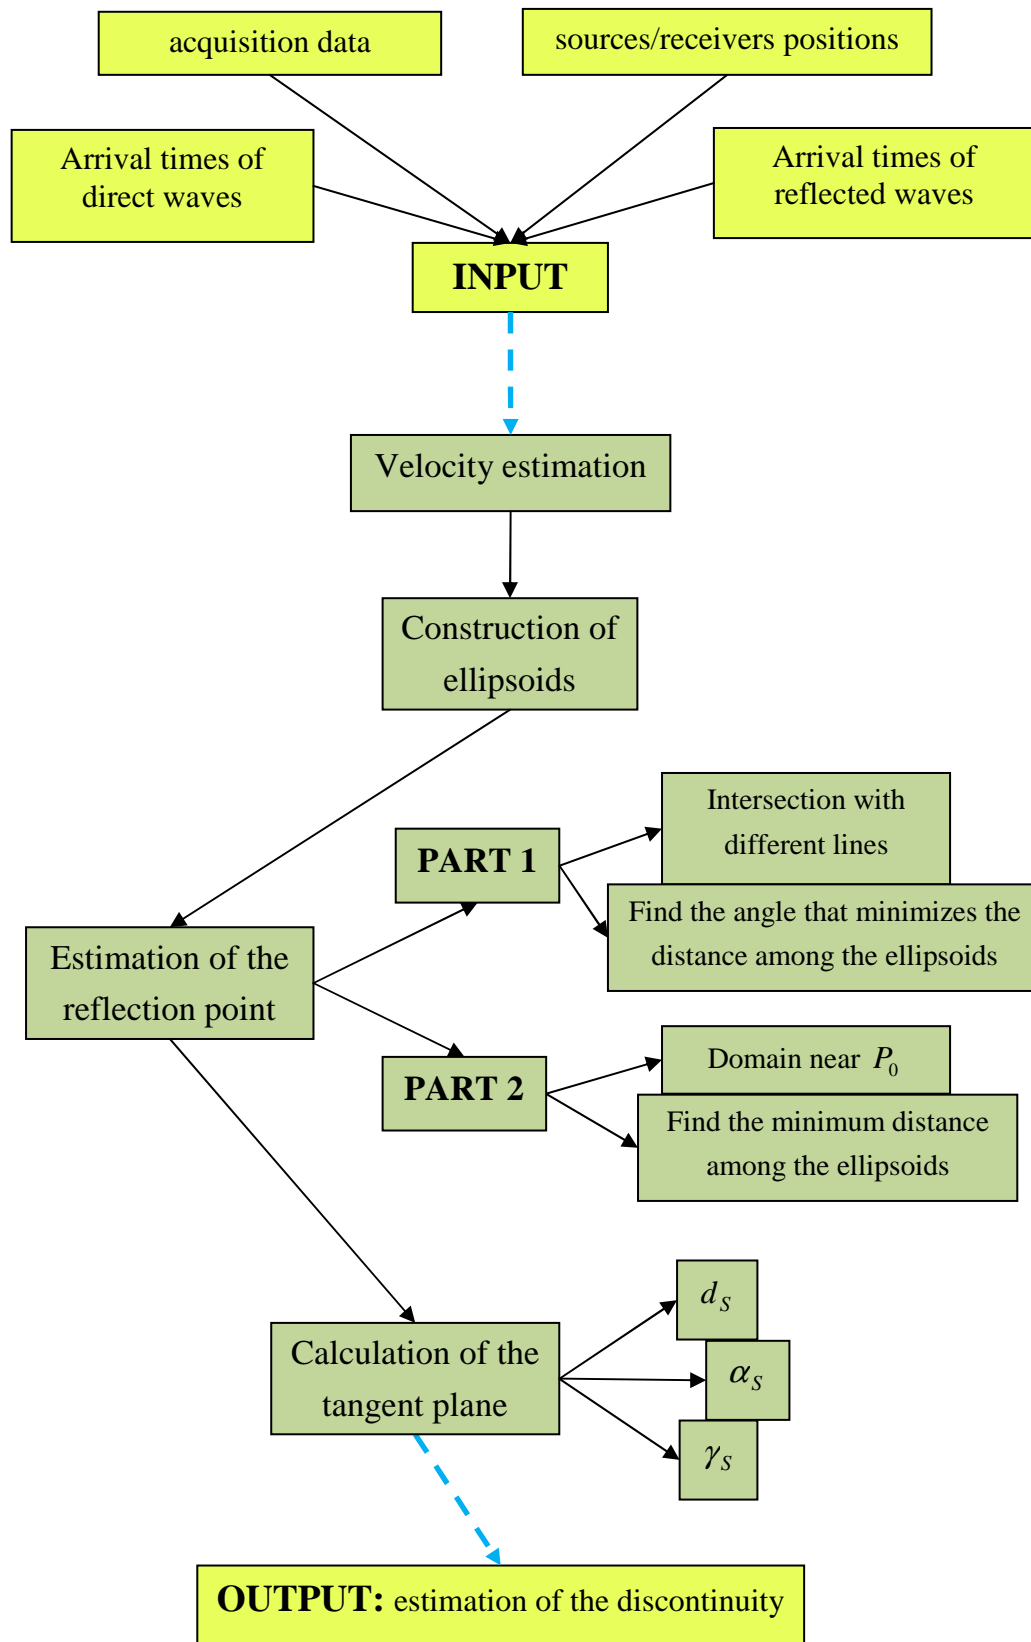 acquisition data
sources/receivers positions
Arrival times of
direct waves
Arrival times of
reflected waves
INPUT
Velocity estimation
Construction of
ellipsoids
Intersection with
different lines
PART 1
Find the angle that minimizes the
distance among the ellipsoids
Estimation of the
reflection point
Domain near P₀
PART 2
Find the minimum distance
among the ellipsoids
d_S
Calculation of the
tangent plane
α_S
γ_S
OUTPUT: estimation of the discontinuity